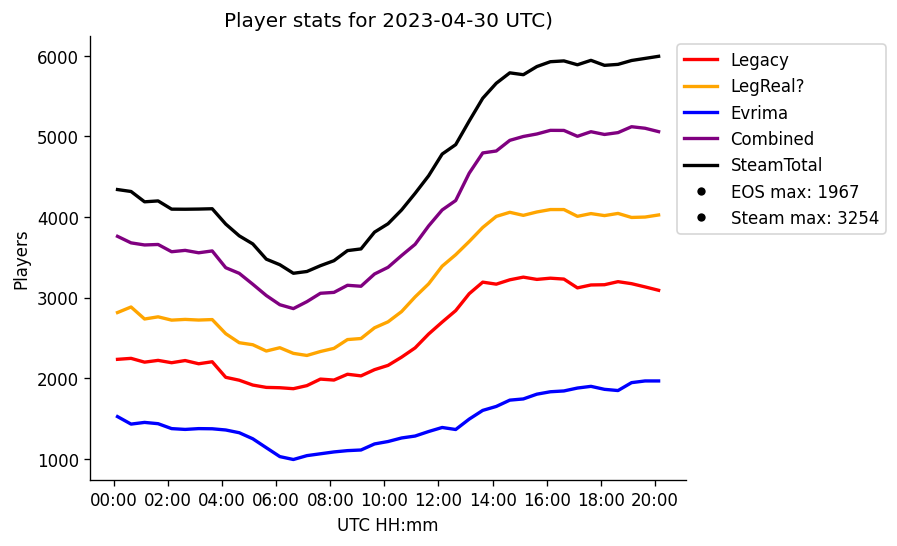 Player stats for 2023-04-30 UTC)
6000
5000
4000
3000
2000
1000
Players
00:00 02:00 04:00 06:00 08:00 10:00 12:00 14:00 16:00 18:00 20:00
UTC HH:mm
Legacy
LegReal?
Evrima
Combined
SteamTotal
EOS max: 1967
Steam max: 3254